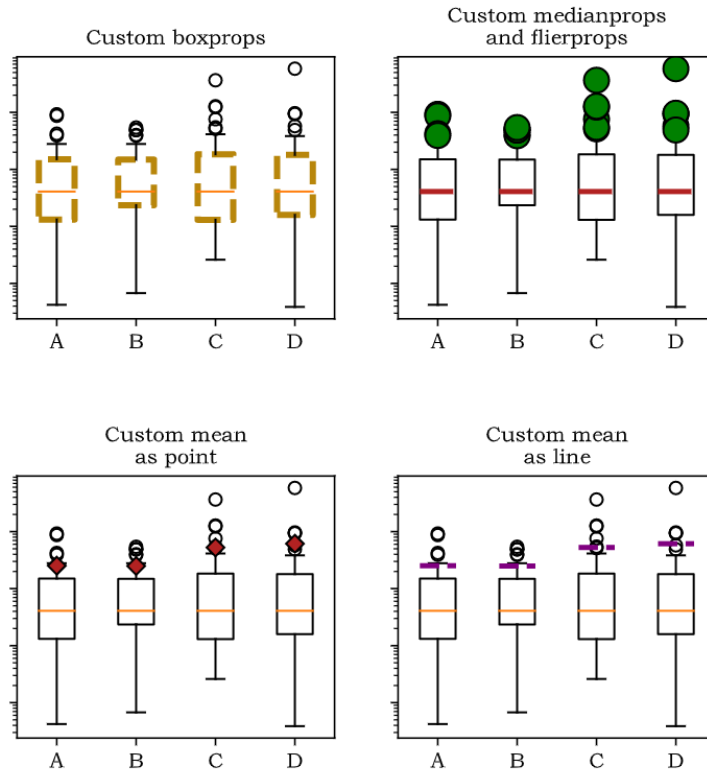 Custom boxprops
Custom medianprops
and flierprops
A B C D
A B C D
Custom mean
as point
Custom mean
as line
A B C D
A B C D